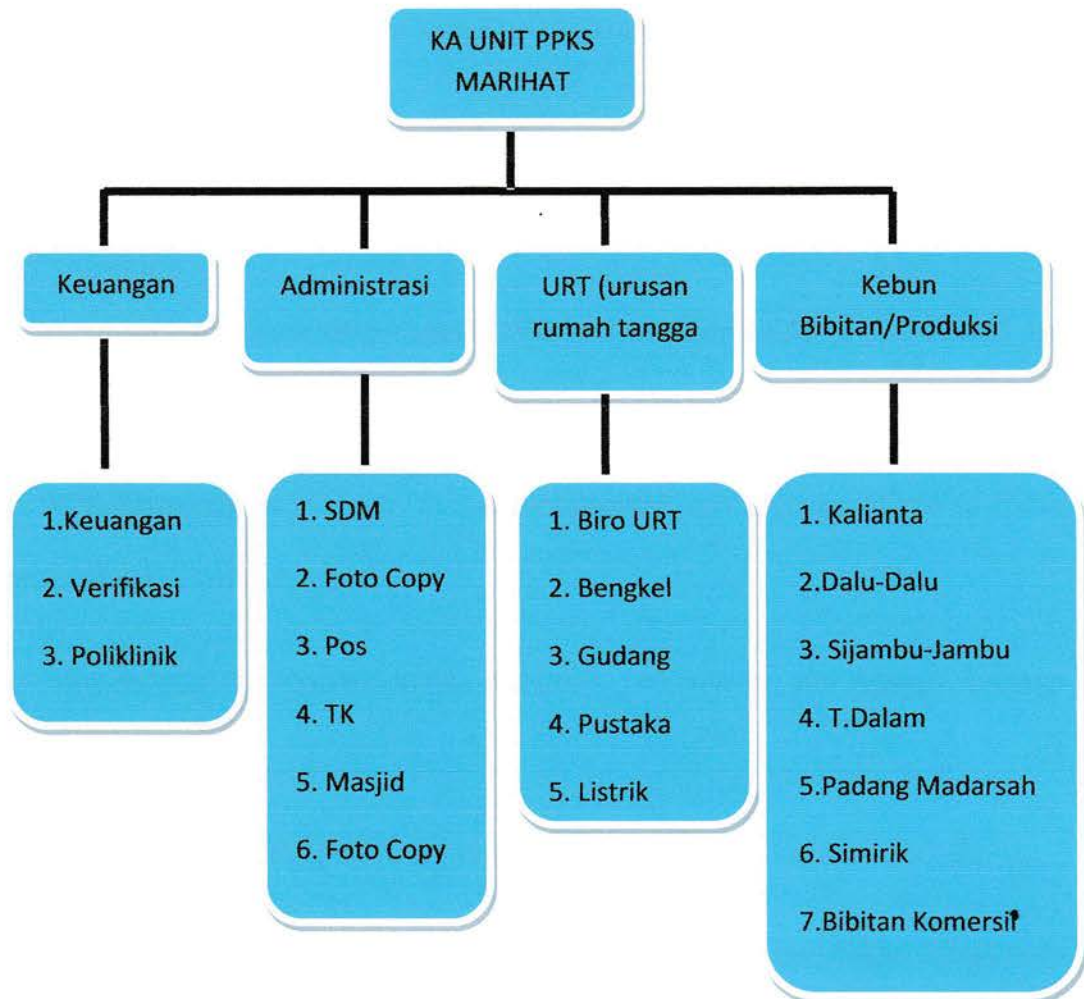 KA UNIT PPKS
MARIHAT
Keuangan
Administrasi
URT (urusan
rumah tangga
Kebun
Bibitan/Produksi
1.Keuangan
2. Verifikasi
3. Poliklinik
1. SDM
2. Foto Copy
3. Pos
4. TK
5. Masjid
6. Foto Copy
1. Biro URT
2. Bengkel
3. Gudang
4. Pustaka
5. Listrik
1. Kalianta
2.Dalu-Dalu
3. Sijambu-Jambu
4. T.Dalam
5.Padang Madarsah
6. Simirik
7.Bibitan Komersil